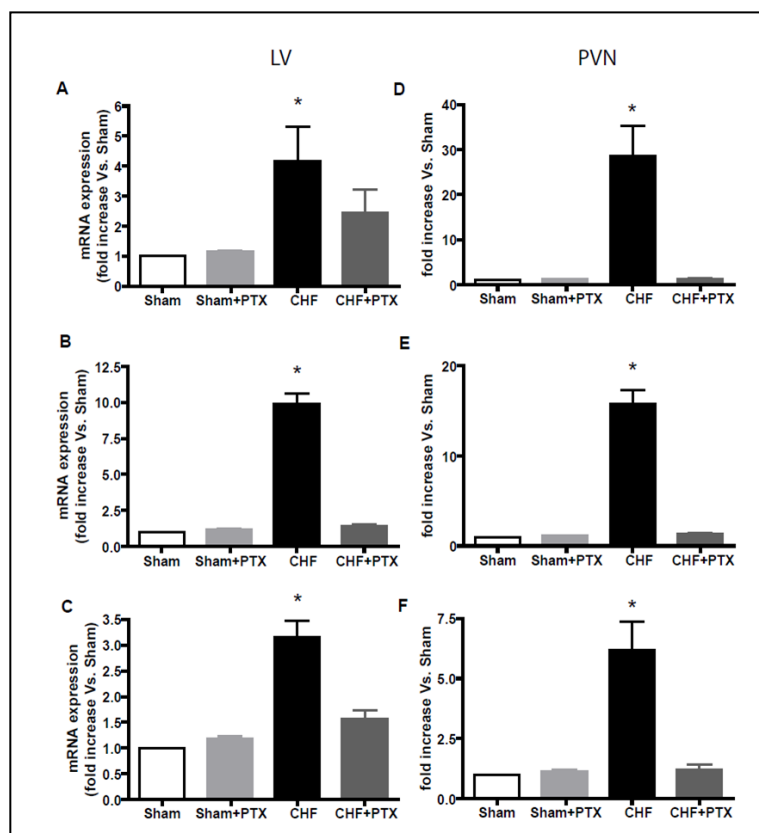 LV
PVN
A
mRNA expression
(fold increase Vs. Sham)
6
5
4
3
2
1
0
*
Sham Sham+PTX CHF CHF+PTX
D
fold increase Vs. Sham
40
30
20
10
0
*
Sham Sham+PTX CHF CHF+PTX
B
mRNA expression
(fold increase Vs. Sham)
12.5
10.0
7.5
5.0
2.5
0.0
*
Sham Sham+PTX CHF CHF+PTX
E
fold increase Vs. Sham
20
10
0
*
Sham Sham+PTX CHF CHF+PTX
C
mRNA expression
(fold increase Vs. Sham)
3.5
3.0
2.5
2.0
1.5
1.0
0.5
0.0
*
Sham Sham+PTX CHF CHF+PTX
F
fold increase Vs. Sham
7.5
5.0
2.5
0.0
*
Sham Sham+PTX CHF CHF+PTX